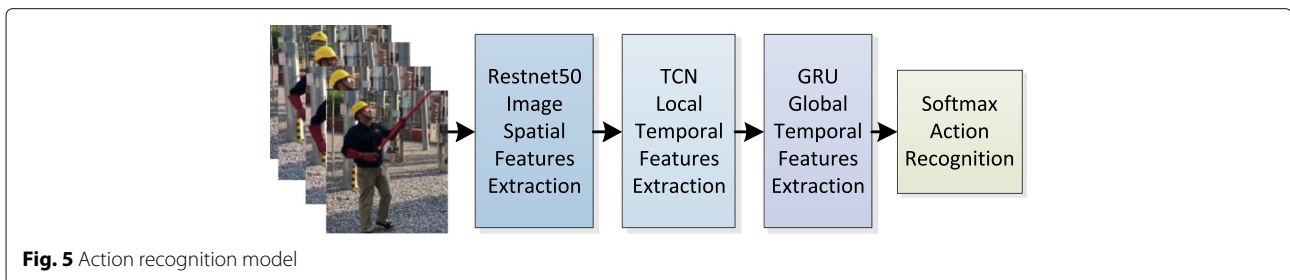 Restnet50
Image
Spatial
Features
Extraction
TCN
Local
Temporal
Features
Extraction
GRU
Global
Temporal
Features
Extraction
Softmax
Action
Recognition
Fig. 5 Action recognition model